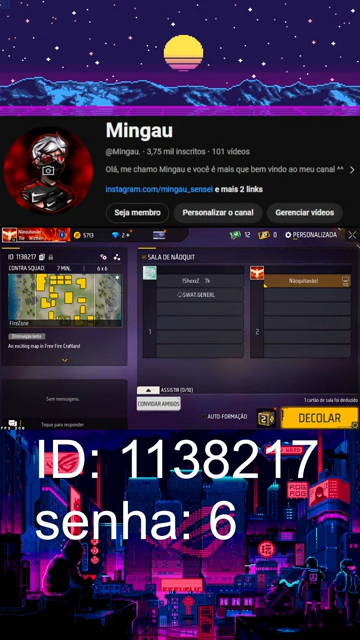 Mingau
@Mingau. · 3,75 mil inscritos · 101 vídeos
Olá, me chamo Mingau e você é mais que bem vindo ao meu canal ^^
instagram.com/mingau_sensei e mais 2 links
Seja membro
Personalizar o canal
Gerenciar vídeos
5713
2
12
0
PERSONALIZADA
ID 1138217
SALA DE NÃOQUIT
CONTRA SQUAD 7 MIN. 6 x 6
FireZone
An exciting map in Free Fire Craftland
Sem mensagens.
Toque para responder
1
SWAT.GENERL
2
Nãoquitanão!
ASSISTIR (0/10)
CONVIDAR AMIGOS
1 cartão de sala foi deduzido
AUTO-FORMAÇÃO
2
DECOLAR
ID: 1138217
senha: 6